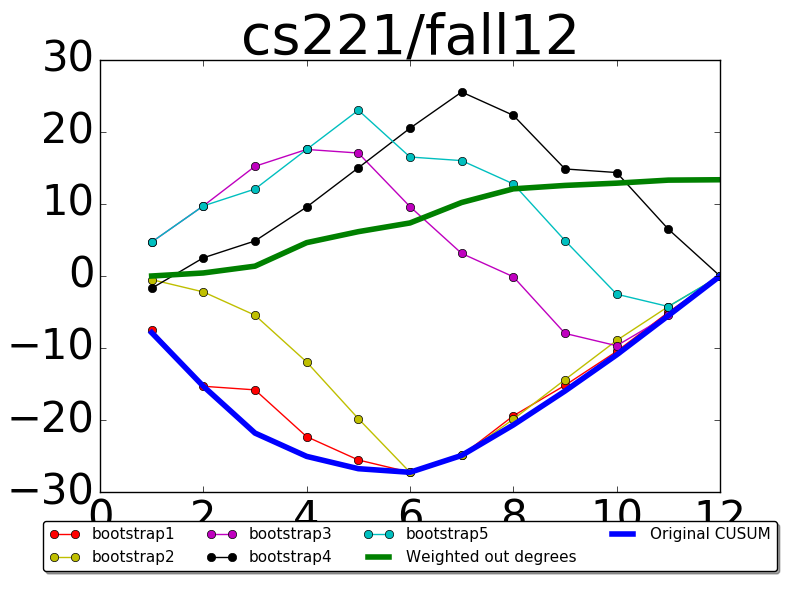 cs221/fall12
30
20
10
0
−10
−20
−30
0 2 4 6 8 10 12
bootstrap1 bootstrap3 bootstrap5 Original CUSUM
bootstrap2 bootstrap4 Weighted out degrees